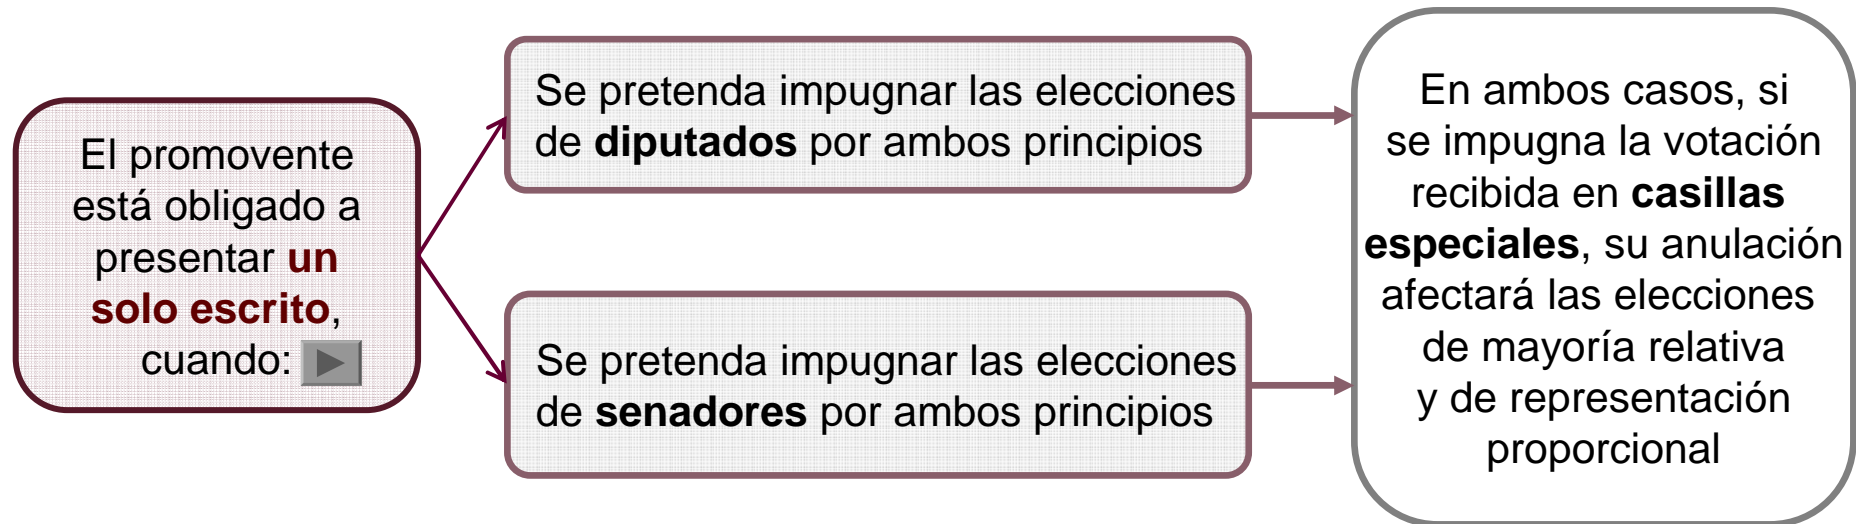 El promovente
está obligado a
presentar un
solo escrito,
cuando:
Se pretenda impugnar las elecciones
de diputados por ambos principios
Se pretenda impugnar las elecciones
de senadores por ambos principios
En ambos casos, si
se impugna la votación
recibida en casillas
especiales, su anulación
afectará las elecciones
de mayoría relativa
y de representación
proporcional